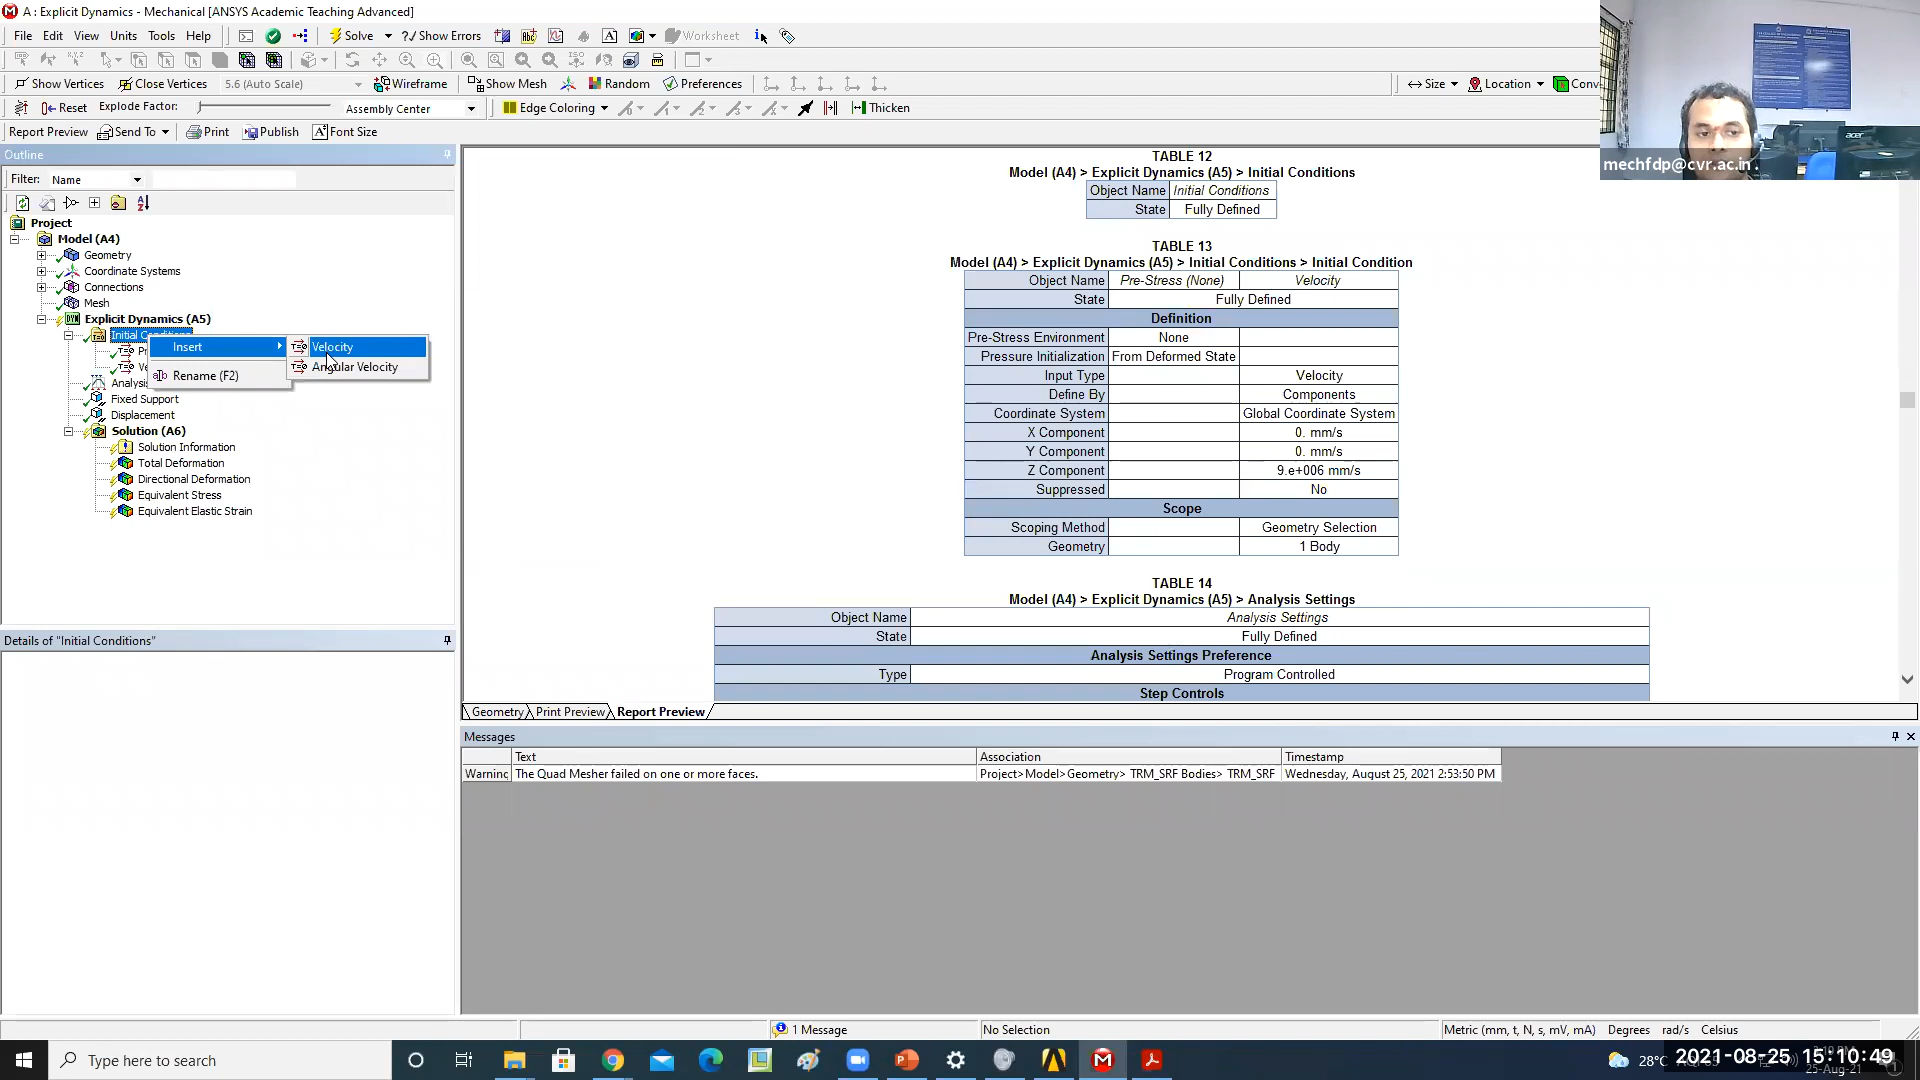 A : Explicit Dynamics - Mechanical [ANSYS Academic Teaching Advanced]
File Edit View Units Tools Help Solve ?/ Show Errors Worksheet
Show Vertices Close Vertices 5.6 (Auto Scale) Wireframe Show Mesh Random Preferences Size Location Conv
Reset Explode Factor: Assembly Center Edge Coloring Thicken
Report Preview Send To Print Publish Font Size
mechfdp@cvr.ac.in .
Outline
Filter: Name
Project
Model (A4)
Geometry
Coordinate Systems
Connections
Mesh
Explicit Dynamics (A5)
Initial Conditions
Insert
Rename (F2)
Velocity
Angular Velocity
Analysis
Fixed Support
Displacement
Solution (A6)
Solution Information
Total Deformation
Directional Deformation
Equivalent Stress
Equivalent Elastic Strain
Details of "Initial Conditions"
TABLE 12
Model (A4) > Explicit Dynamics (A5) > Initial Conditions
Object Name Initial Conditions
State Fully Defined
TABLE 13
Model (A4) > Explicit Dynamics (A5) > Initial Conditions > Initial Condition
Object Name Pre-Stress (None) Velocity
State Fully Defined
Definition
Pre-Stress Environment None
Pressure Initialization From Deformed State
Input Type Velocity
Define By Components
Coordinate System Global Coordinate System
X Component 0. mm/s
Y Component 0. mm/s
Z Component 9.e+006 mm/s
Suppressed No
Scope
Scoping Method Geometry Selection
Geometry 1 Body
TABLE 14
Model (A4) > Explicit Dynamics (A5) > Analysis Settings
Object Name Analysis Settings
State Fully Defined
Analysis Settings Preference
Type Program Controlled
Step Controls
Geometry Print Preview Report Preview
Messages
Text Association Timestamp
Warning The Quad Mesher failed on one or more faces. Project>Model>Geometry> TRM_SRF Bodies> TRM_SRF Wednesday, August 25, 2021 2:53:50 PM
1 Message No Selection Metric (mm, t, N, s, mV, mA) Degrees rad/s Celsius
Type here to search
acer
28°C
2021-08-25 15:10:49
25-Aug-21